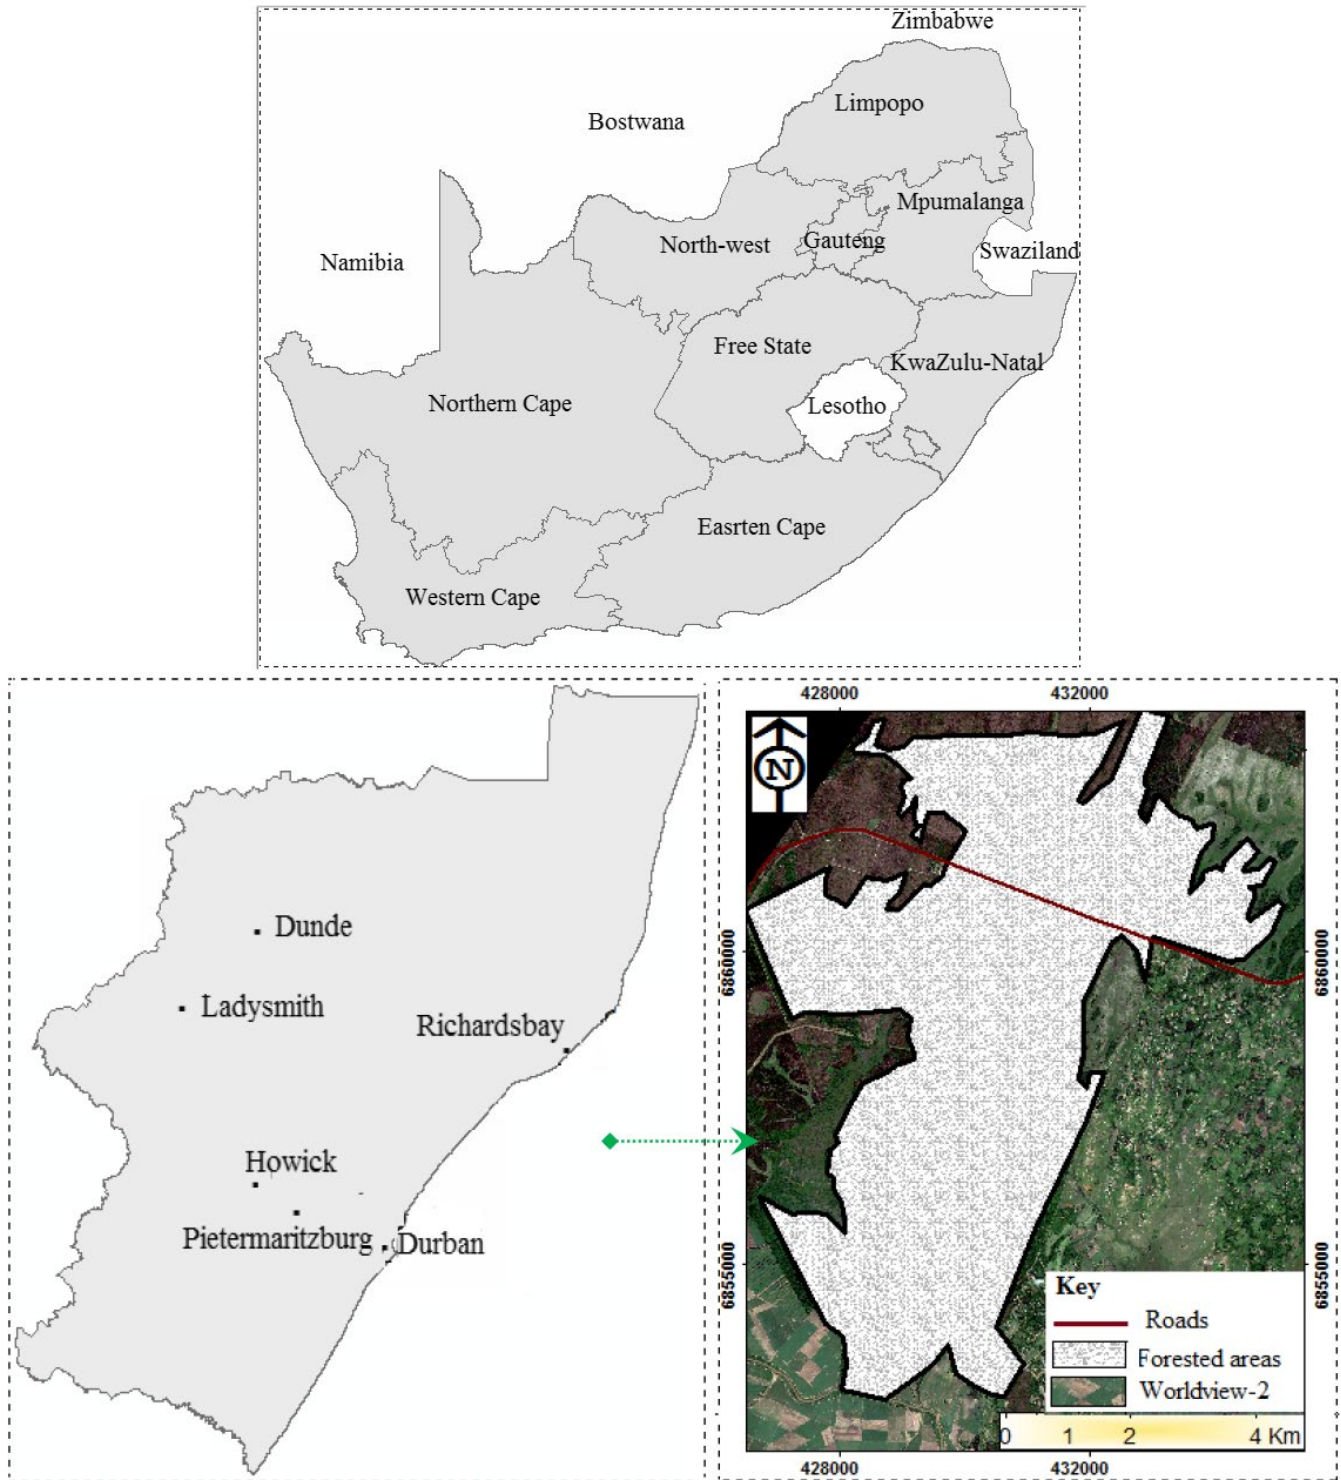 Zimbabwe
Limpopo
Bostwana
Mpumalanga
North-west
Gauteng
Swaziland
Namibia
Free State
KwaZulu-Natal
Northern Cape
Lesotho
Easrten Cape
Western Cape
Dunde
Ladysmith
Richardsbay
Howick
Pietermaritzburg
Durban
428000
432000
N
6860000
6860000
6855000
6855000
Key
Roads
Forested areas
Worldview-2
0 1 2 4 Km
428000
432000